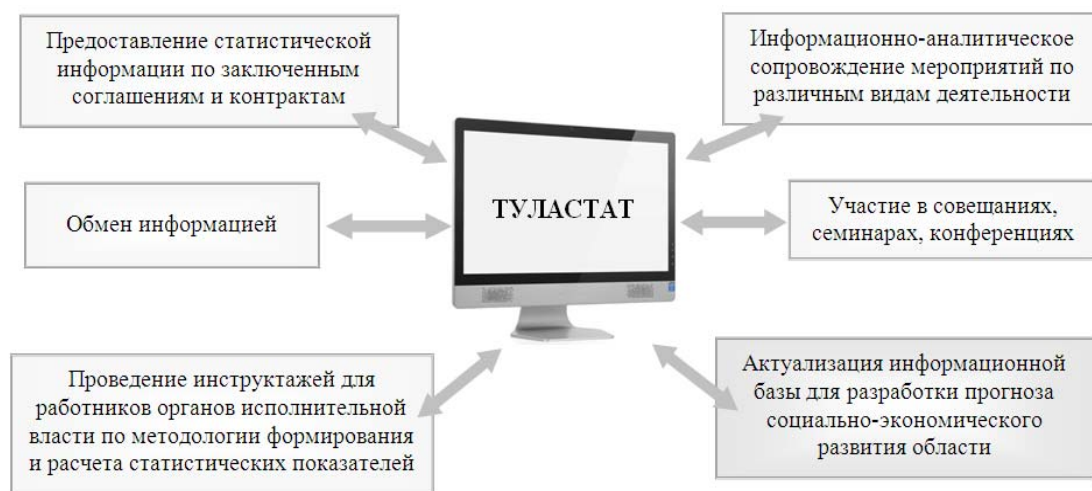 Предоставление статистической
информации по заключенным
соглашениям и контрактам
Информационно-аналитическое
сопровождение мероприятий по
различным видам деятельности
Обмен информацией
ТУЛАСТАТ
Участие в совещаниях,
семинарах, конференциях
Проведение инструктажей для
работников органов исполнительной
власти по методологии формирования
и расчета статистических показателей
Актуализация информационной
базы для разработки прогноза
социально-экономического
развития области